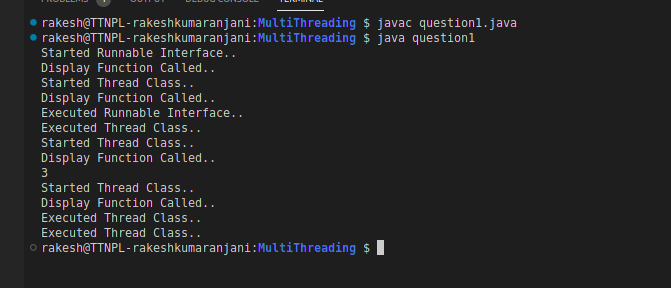 PROBLEMS 1 OUTPUT DEBUG CONSOLE TERMINAL
rakesh@TTNPL-rakeshkumaranjani:MultiThreading $ javac question1.java
rakesh@TTNPL-rakeshkumaranjani:MultiThreading $ java question1
Started Runnable Interface..
Display Function Called..
Started Thread Class..
Display Function Called..
Executed Runnable Interface..
Executed Thread Class..
Started Thread Class..
Display Function Called..
3
Started Thread Class..
Display Function Called..
Executed Thread Class..
Executed Thread Class..
rakesh@TTNPL-rakeshkumaranjani:MultiThreading $